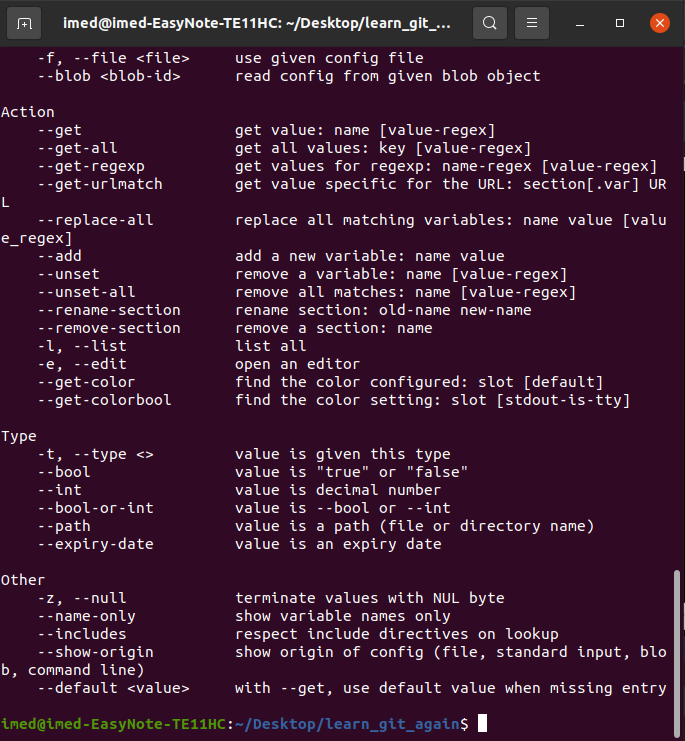 imed@imed-EasyNote-TE11HC: ~/Desktop/learn_git_...
-f, --file <file> use given config file
--blob <blob-id> read config from given blob object
Action
--get get value: name [value-regex]
--get-all get all values: key [value-regex]
--get-regexp get values for regexp: name-regex [value-regex]
--get-urlmatch get value specific for the URL: section[.var] UR
L
--replace-all replace all matching variables: name value [valu
e_regex]
--add add a new variable: name value
--unset remove a variable: name [value-regex]
--unset-all remove all matches: name [value-regex]
--rename-section rename section: old-name new-name
--remove-section remove a section: name
-l, --list list all
-e, --edit open an editor
--get-color find the color configured: slot [default]
--get-colorbool find the color setting: slot [stdout-is-tty]
Type
-t, --type <> value is given this type
--bool value is "true" or "false"
--int value is decimal number
--bool-or-int value is --bool or --int
--path value is a path (file or directory name)
--expiry-date value is an expiry date
Other
-z, --null terminate values with NUL byte
--name-only show variable names only
--includes respect include directives on lookup
--show-origin show origin of config (file, standard input, blo
b, command line)
--default <value> with --get, use default value when missing entry
imed@imed-EasyNote-TE11HC:~/Desktop/learn_git_again$